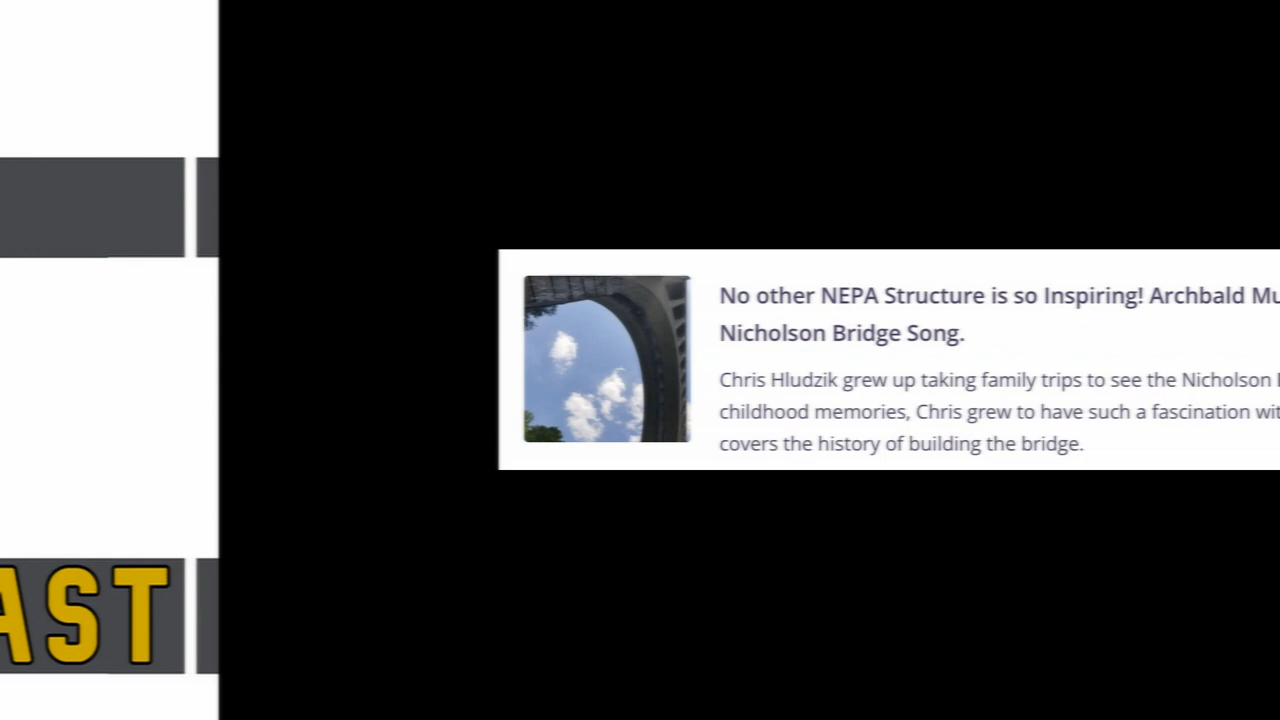 No other NEPA Structure is so Inspiring! Archbald
Nicholson Bridge Song.
Chris Hludzik grew up taking family trips to see the Nicholson
childhood memories, Chris grew to have such a fascination
covers the history of building the bridge.
AST